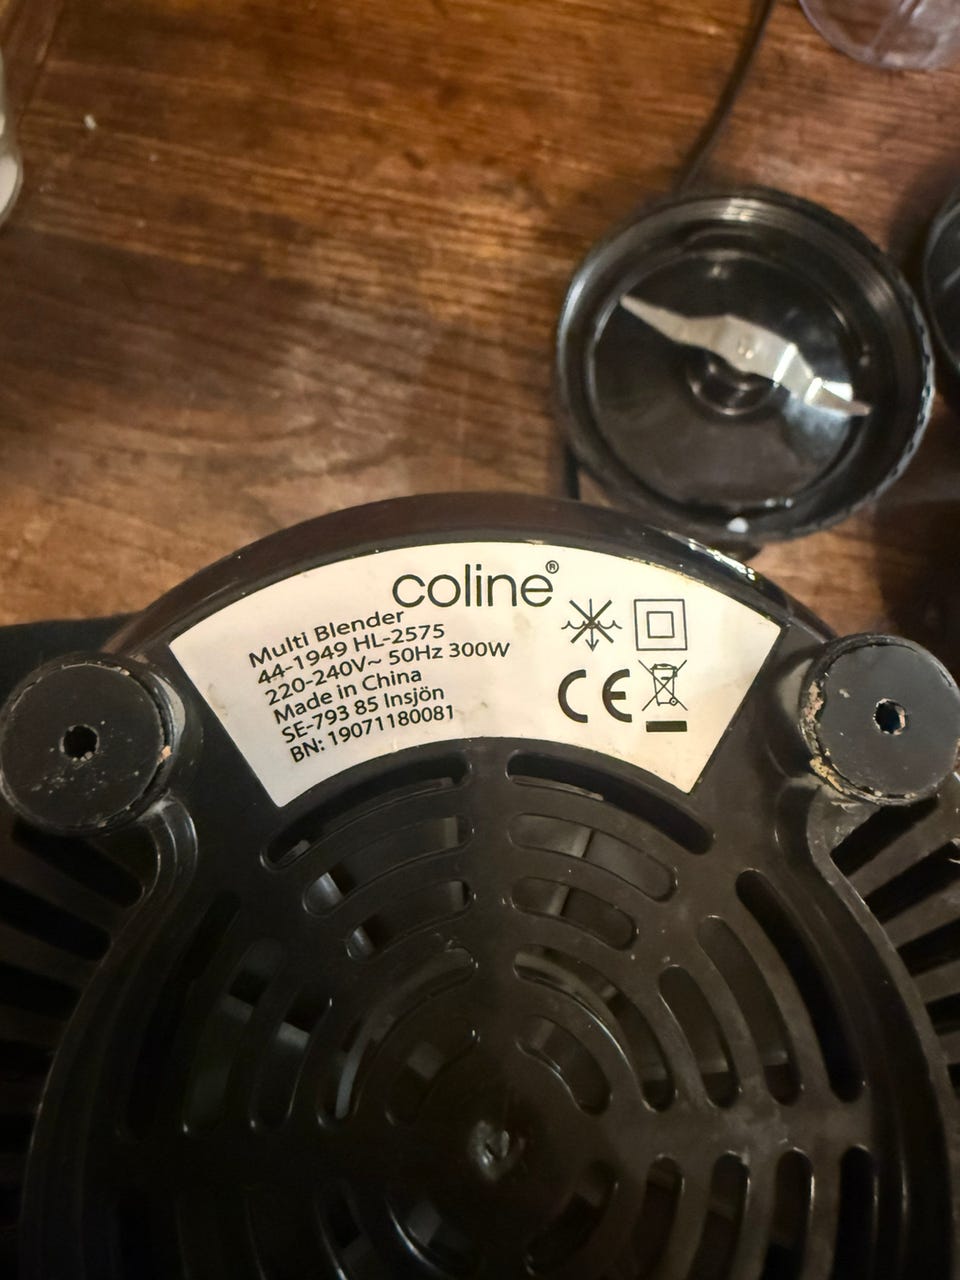 coline®
Multi Blender
44-1949 HL-2575
220-240V~ 50Hz 300W
Made in China
SE-793 85 Insjön
BN: 19071180081
CE